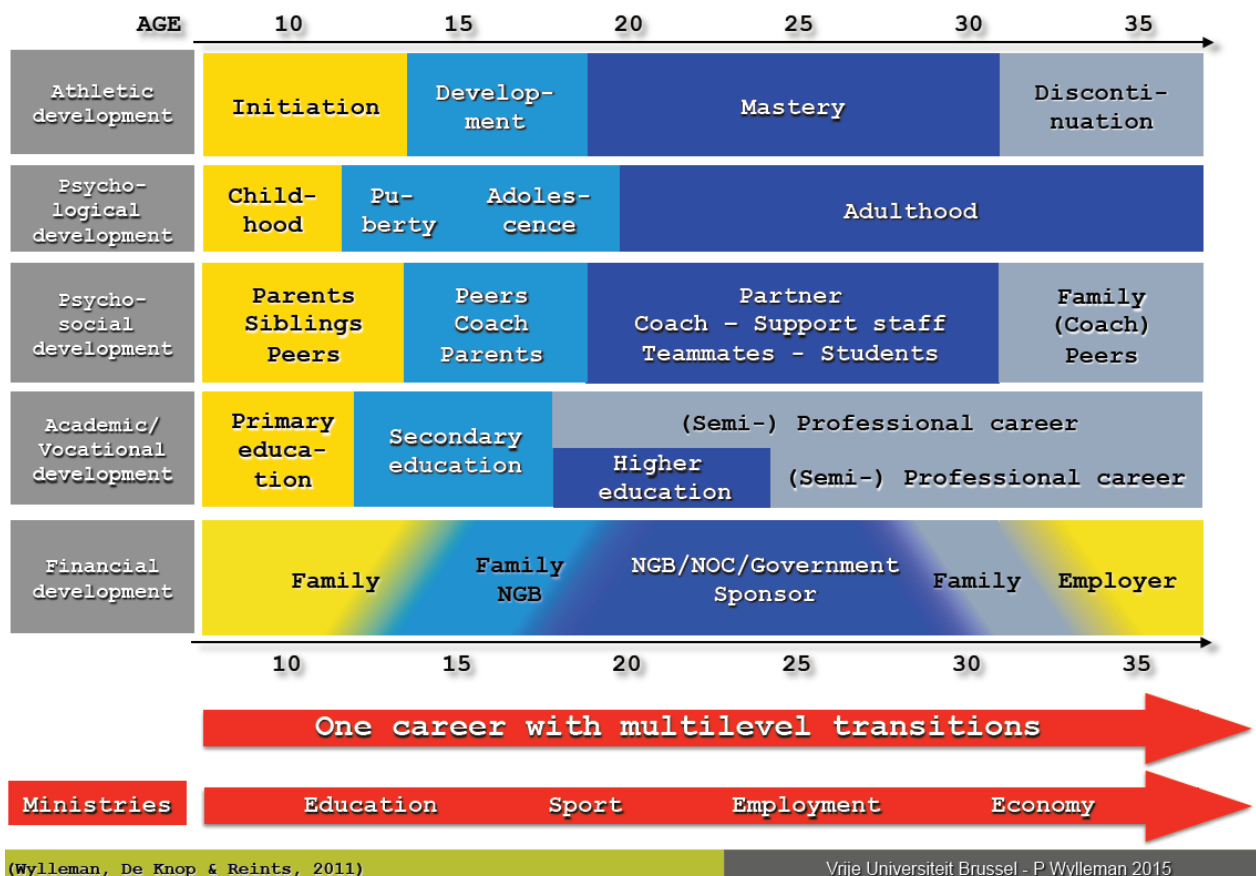 AGE 10 15 20 25 30 35
Athletic
development
Initiation
Develop-
ment
Mastery
Disconti-
nuation
Psycho-
logical
development
Child-
hood
Pu-
berty
Adoles-
cence
Adulthood
Psycho-
social
development
Parents
Siblings
Peers
Peers
Coach
Parents
Partner
Coach – Support staff
Teammates - Students
Family
(Coach)
Peers
Academic/
Vocational
development
Primary
educa-
tion
Secondary
education
(Semi-) Professional career
Higher
education
(Semi-) Professional career
Financial
development
Family
Family
NGB
NGB/NOC/Government
Sponsor
Family
Employer
10 15 20 25 30 35
One career with multilevel transitions
Ministries
Education Sport Employment Economy
(Wylleman, De Knop & Reints, 2011)
Vrije Universiteit Brussel - P Wylleman 2015